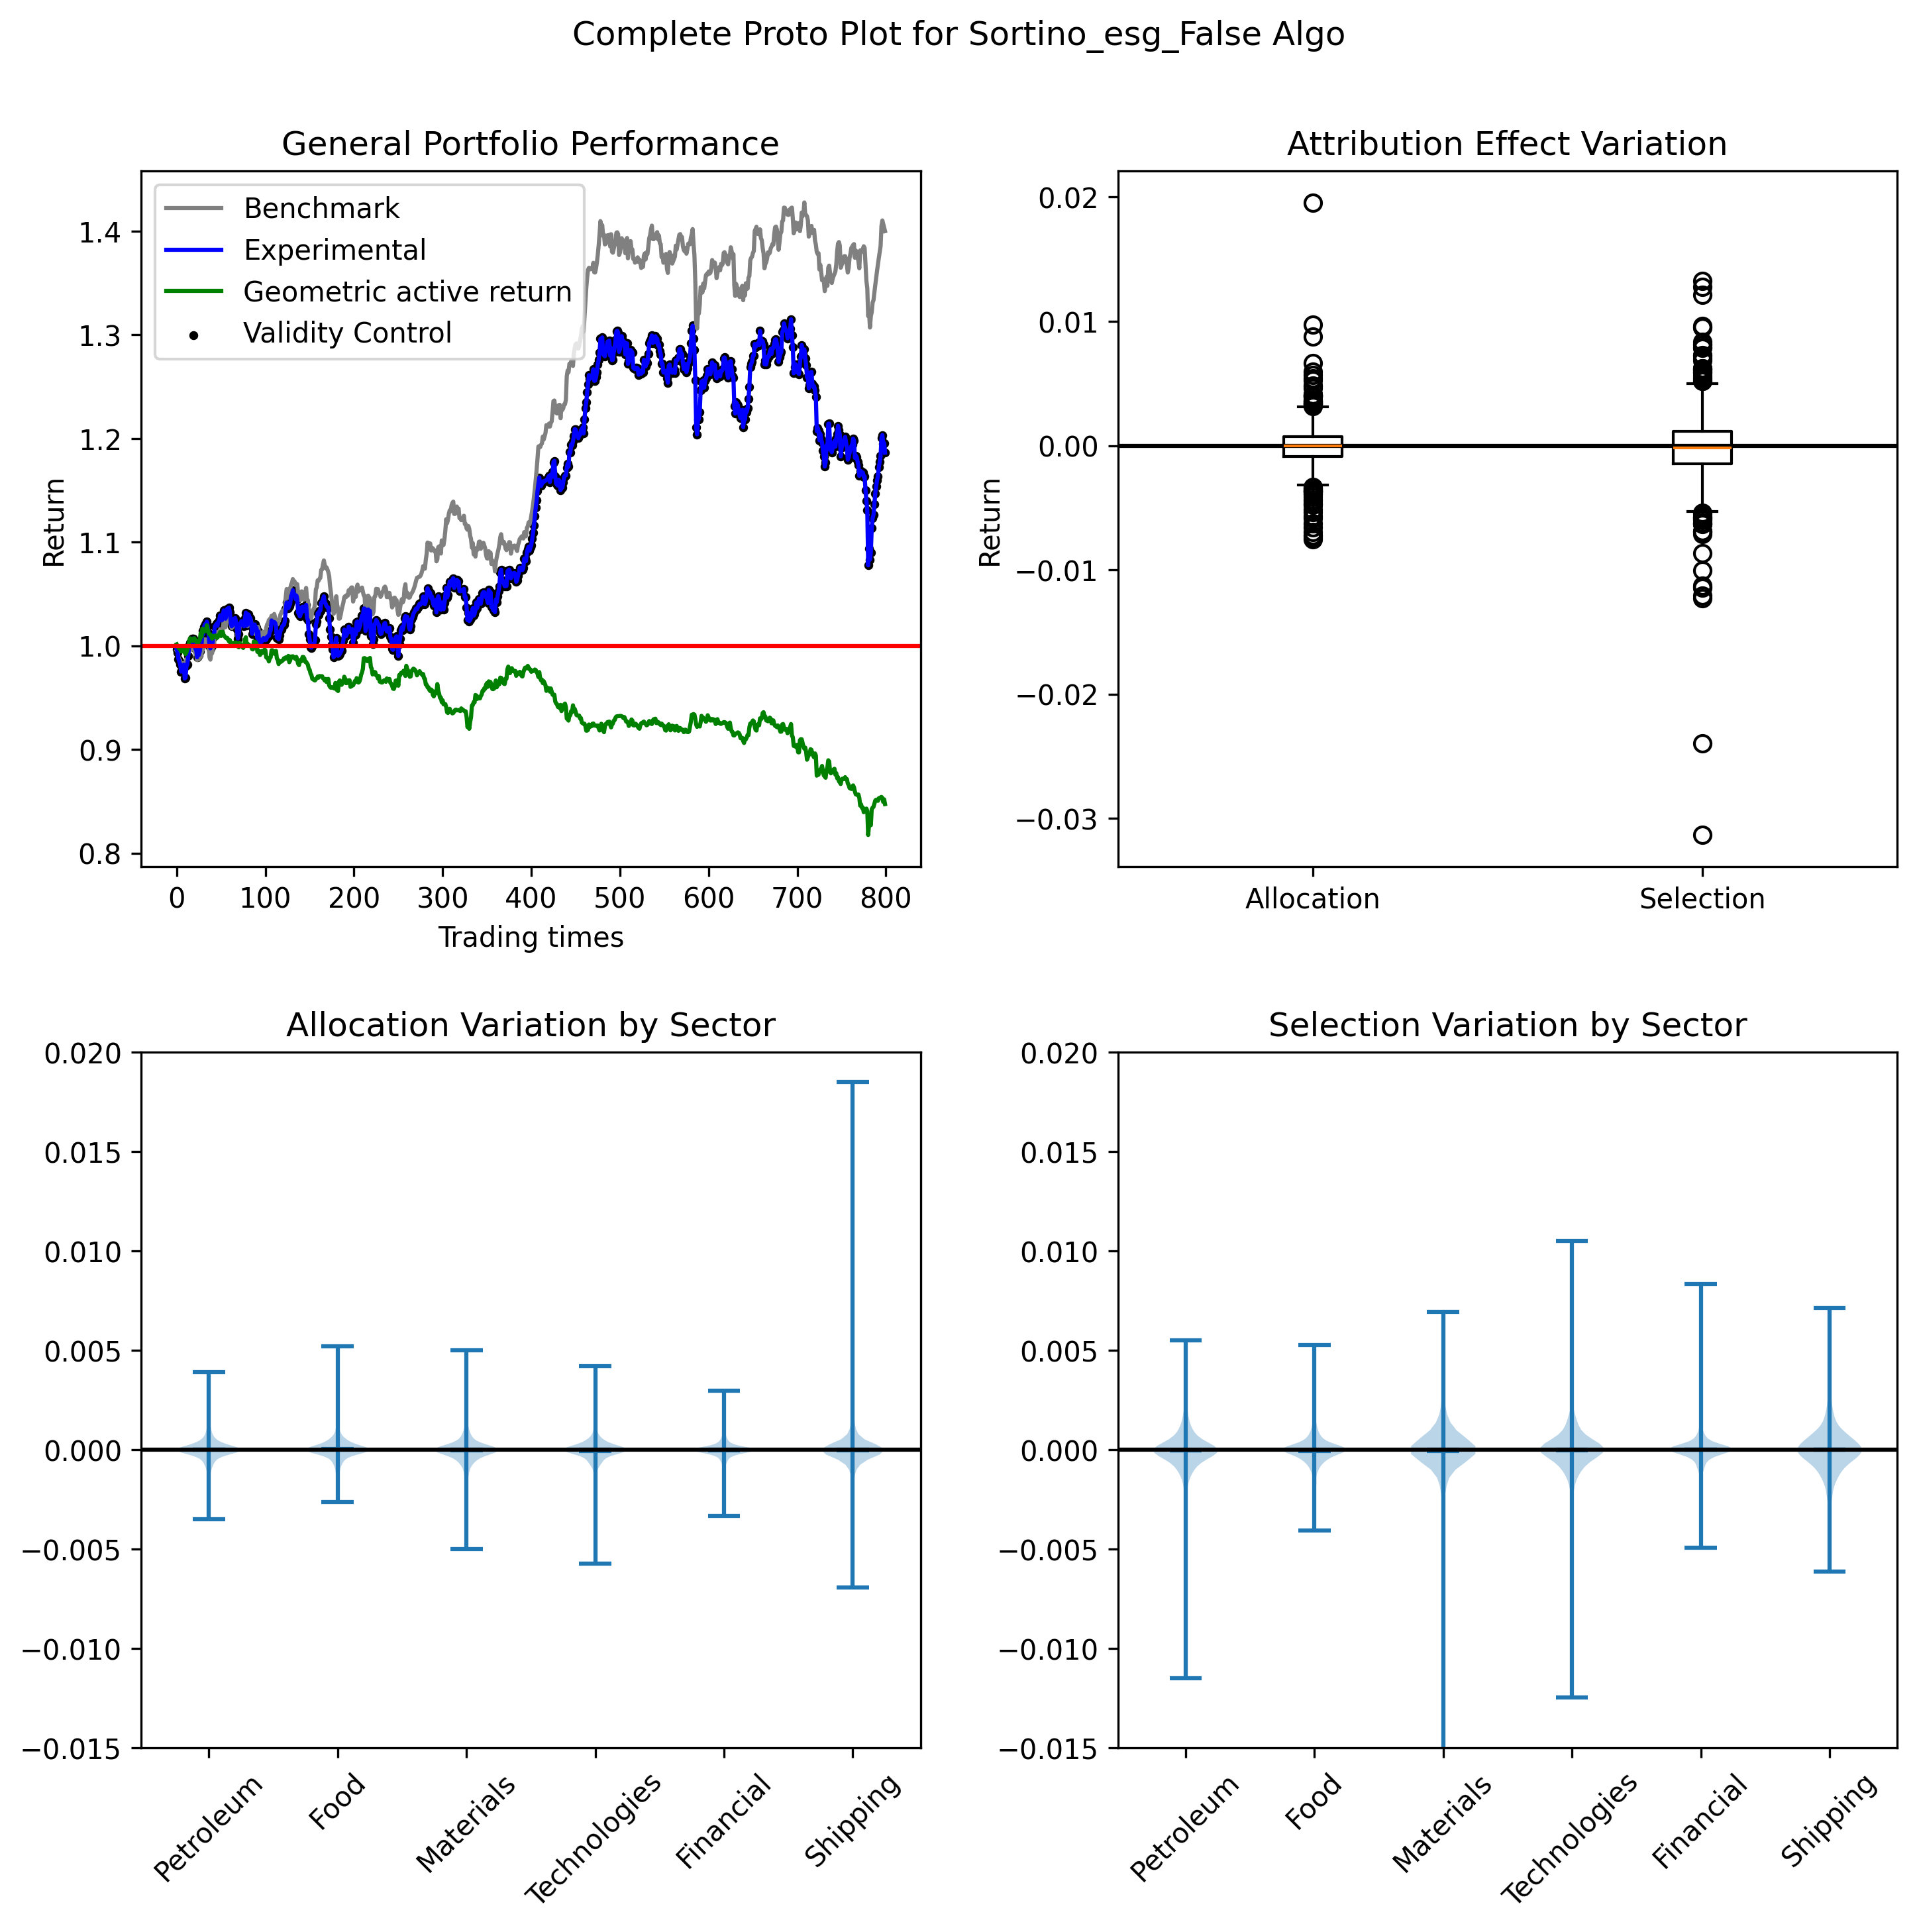 Complete Proto Plot for Sortino_esg_False Algo
General Portfolio Performance
Benchmark
Experimental
Geometric active return
Validity Control
Return
1.4
1.3
1.2
1.1
1.0
0.9
0.8
0 100 200 300 400 500 600 700 800
Trading times
Attribution Effect Variation
Return
0.02
0.01
0.00
−0.01
−0.02
−0.03
Allocation Selection
Allocation Variation by Sector
0.020
0.015
0.010
0.005
0.000
−0.005
−0.010
−0.015
Petroleum Food Materials Technologies Financial Shipping
Selection Variation by Sector
0.020
0.015
0.010
0.005
0.000
−0.005
−0.010
−0.015
Petroleum Food Materials Technologies Financial Shipping